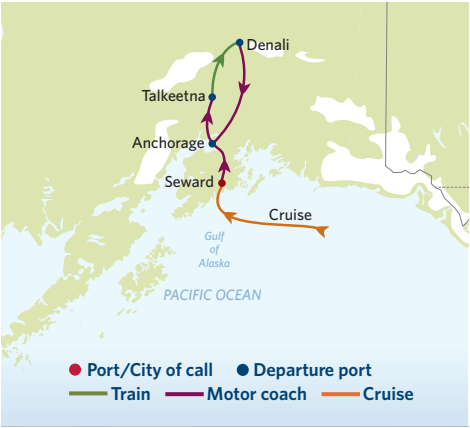 Denali
Talkeetna
Anchorage
Seward
Cruise
Gulf
of
Alaska
PACIFIC OCEAN
Port/City of call Departure port
Train Motor coach Cruise